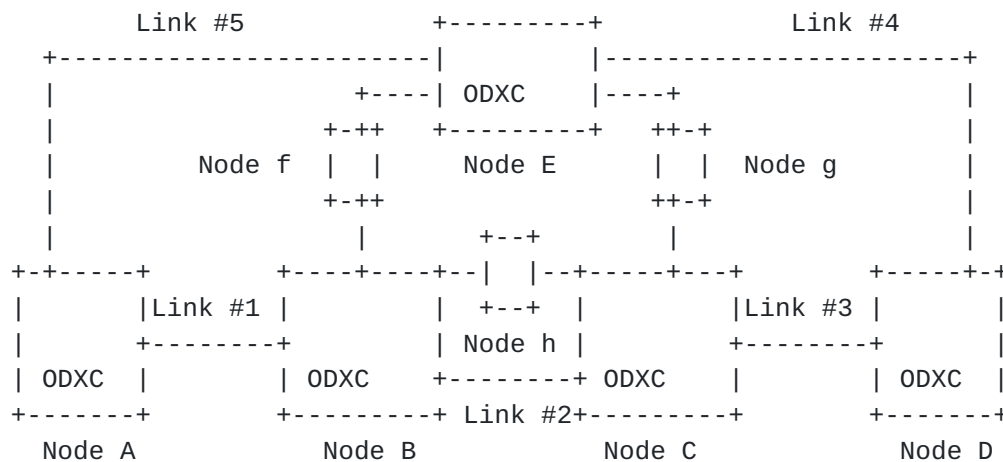 Link #5 Link #4
ODXC
Node f Node E Node g
Link #1 Link #3
Node h
ODXC ODXC ODXC ODXC
Link #2
Node A Node B Node C Node D